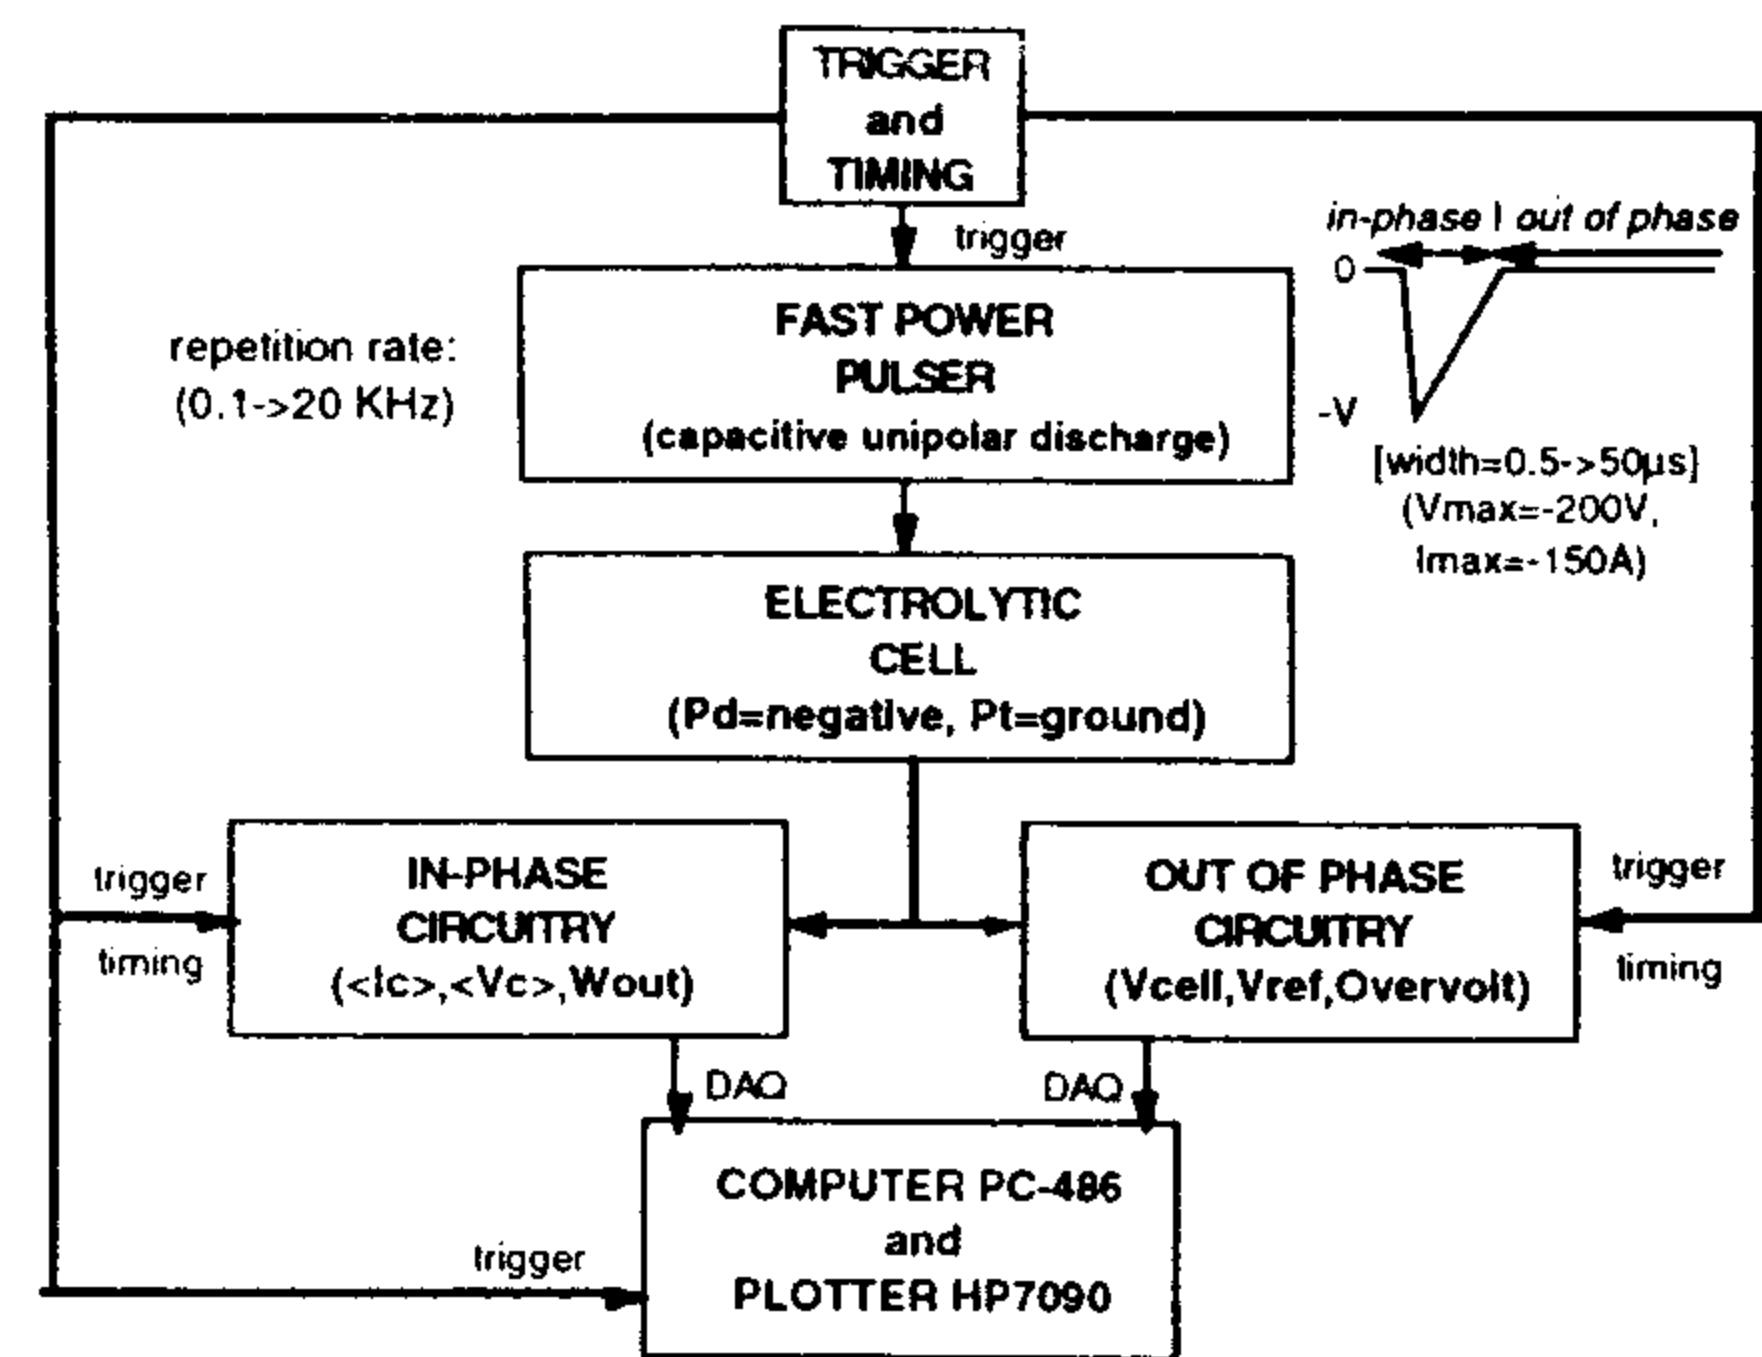 TRIGGER
and
TIMING
trigger
in-phase | out of phase
0
-V
[width=0.5->50µs]
(Vmax=-200V,
Imax=-150A)
repetition rate:
(0.1->20 KHz)
FAST POWER
PULSER
(capacitive unipolar discharge)
ELECTROLYTIC
CELL
(Pd=negative, Pt=ground)
trigger
timing
IN-PHASE
CIRCUITRY
(<Ic>,<Vc>,Wout)
OUT OF PHASE
CIRCUITRY
(Vcell,Vref,Overvolt)
trigger
timing
DAQ
DAQ
trigger
COMPUTER PC-486
and
PLOTTER HP7090